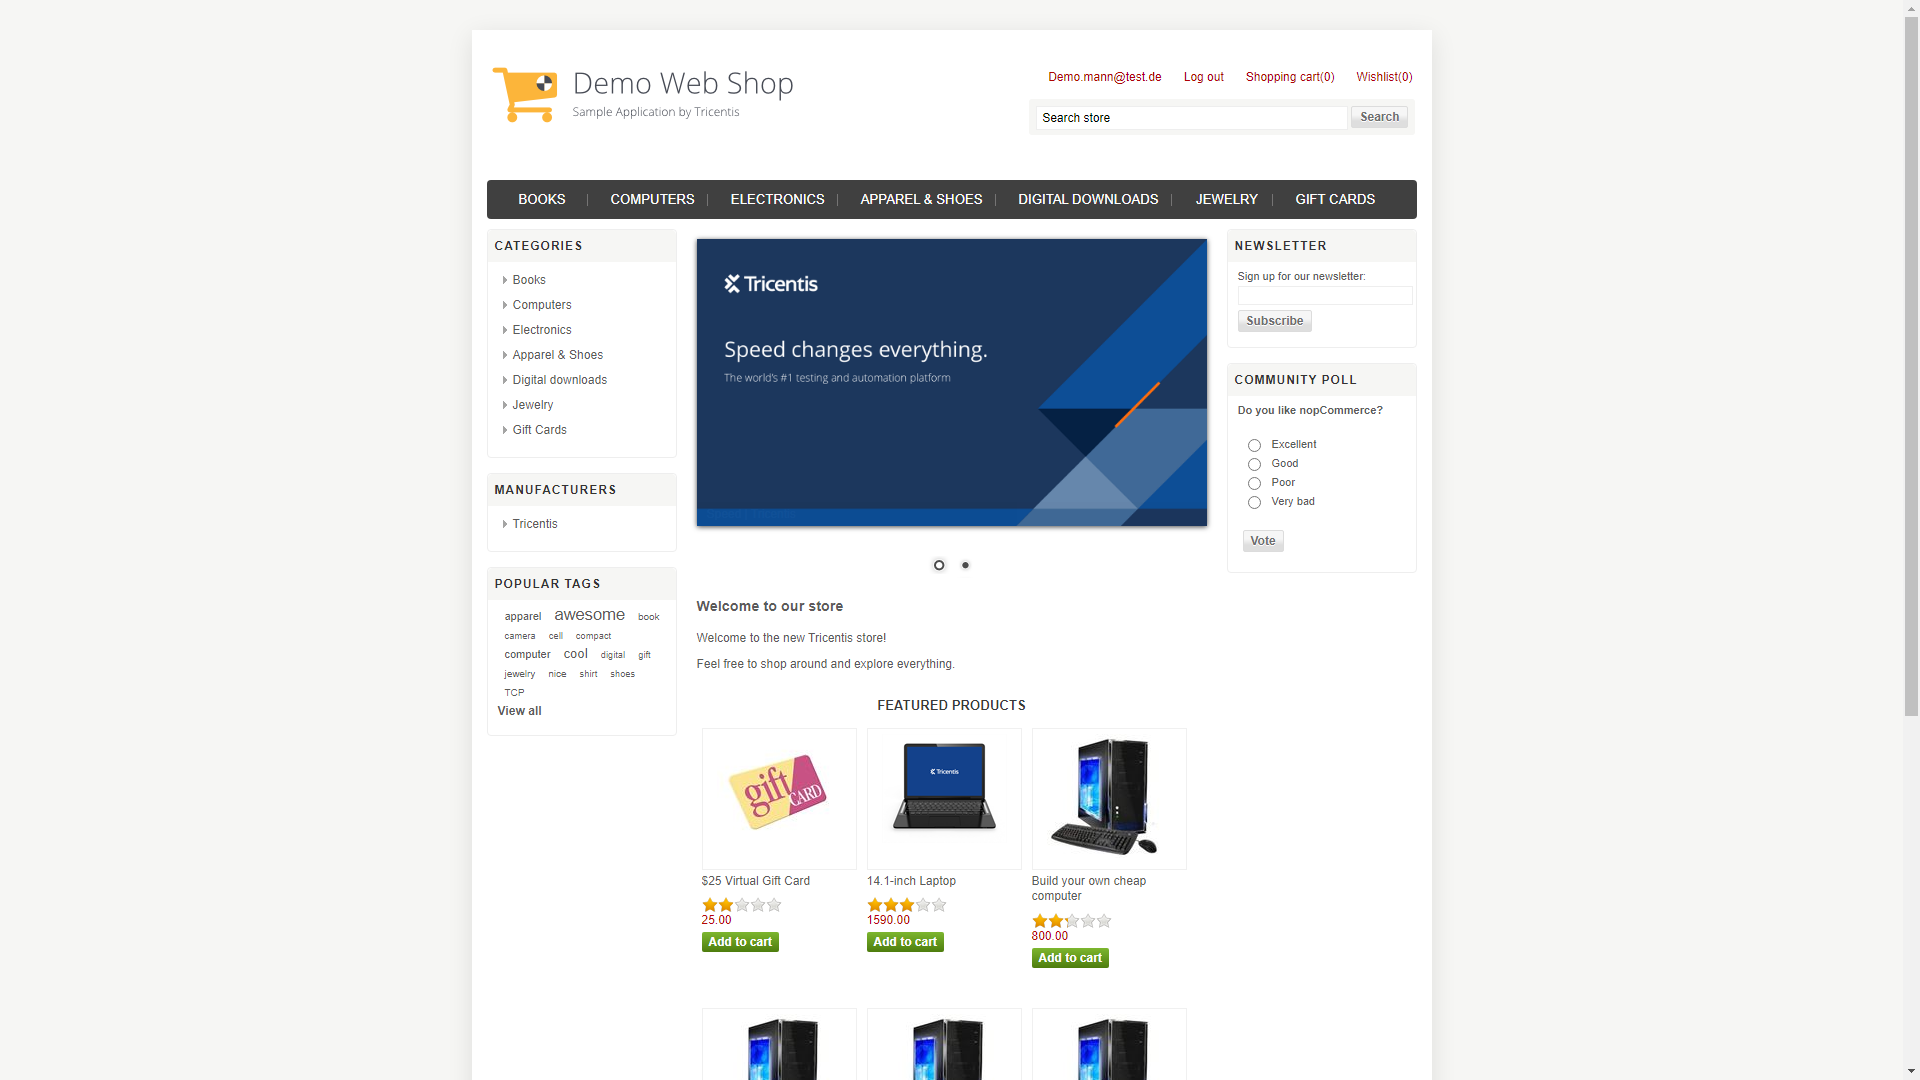 Demo Web Shop
Sample Application by Tricentis
Demo.mann@test.de Log out Shopping cart(0) Wishlist(0)
Search store Search
BOOKS COMPUTERS ELECTRONICS APPAREL & SHOES DIGITAL DOWNLOADS JEWELRY GIFT CARDS
CATEGORIES
Books
Computers
Electronics
Apparel & Shoes
Digital downloads
Jewelry
Gift Cards
MANUFACTURERS
Tricentis
POPULAR TAGS
apparel awesome book
camera cell compact
computer cool digital gift
jewelry nice shirt shoes
TCP
View all
Tricentis
Speed changes everything.
The world's #1 testing and automation platform
Welcome to our store
Welcome to the new Tricentis store!
Feel free to shop around and explore everything.
FEATURED PRODUCTS
gift CARD
$25 Virtual Gift Card
25.00
Add to cart
Tricentis
14.1-inch Laptop
1590.00
Add to cart
Build your own cheap
computer
800.00
Add to cart
NEWSLETTER
Sign up for our newsletter:
Subscribe
COMMUNITY POLL
Do you like nopCommerce?
Excellent
Good
Poor
Very bad
Vote